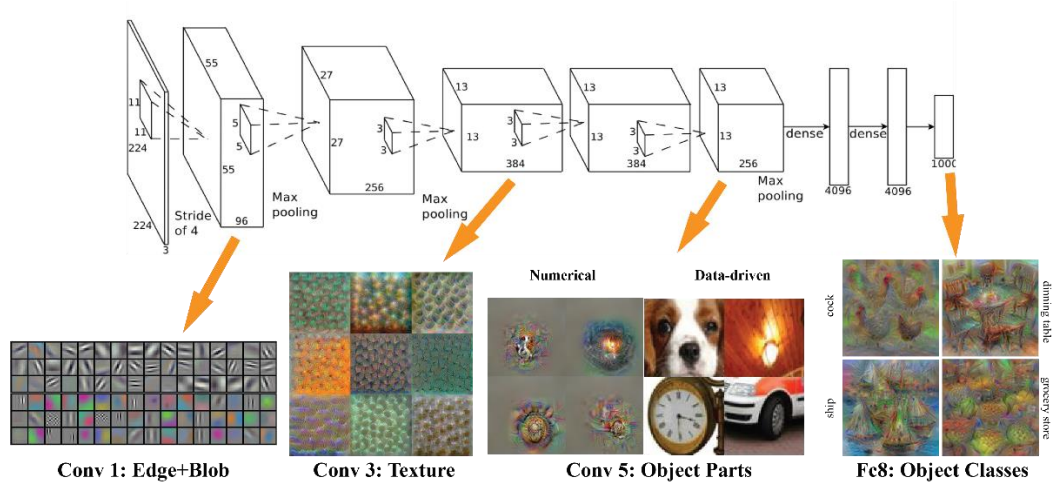 11
11
224
224
3
Stride
of 4
55
55
96
5
5
Max
pooling
27
27
256
3
3
Max
pooling
13
13
384
3
3
13
13
384
3
3
13
13
256
Max
pooling
dense
4096
dense
4096
1000
Numerical
Data-driven
cock
dinning table
ship
grocery store
Conv 1: Edge+Blob
Conv 3: Texture
Conv 5: Object Parts
Fc8: Object Classes